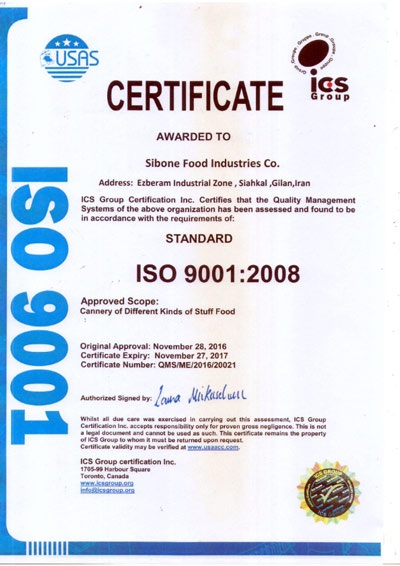 USAS
ICS
Group
CERTIFICATE
AWARDED TO
Sibone Food Industries Co.
Address: Ezberam Industrial Zone , Siahkal ,Gilan,Iran
ICS Group Certification Inc. Certifies that the Quality Management
Systems of the above organization has been assessed and found to be
in accordance with the requirements of:
STANDARD
ISO 9001:2008
Approved Scope:
Cannery of Different Kinds of Stuff Food
Original Approval: November 28, 2016
Certificate Expiry: November 27, 2017
Certificate Number: QMS/ME/2016/20021
Authorized Signed by:
Whilst all due care was exercised in carrying out this assessment, ICS Group
Certification Inc. accepts responsibility only for proven gross negligence. This is not
a legal document and cannot be used as such. This certificate remains the property
of ICS Group to whom it must be returned upon request.
Certificate validity may be verified at www.usaacc.com.
ICS Group certification Inc.
1705-99 Harbour Square
Toronto, Canada
www.icsgroup.org
info@icsgroup.org
ISO 9001